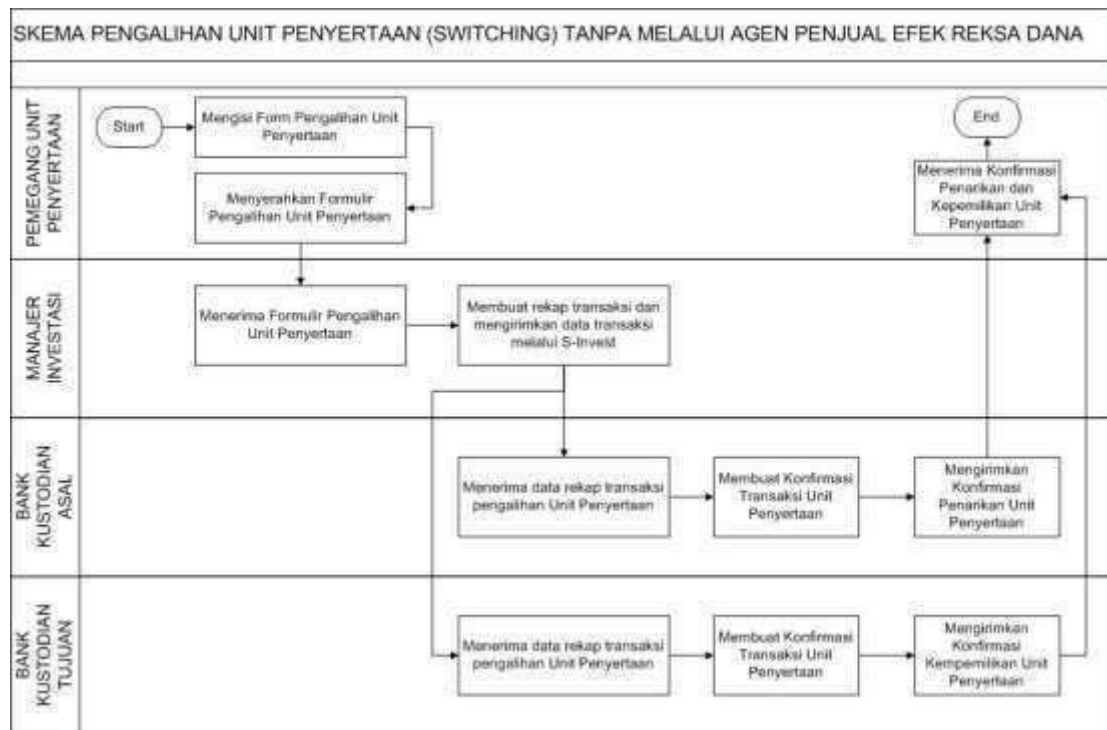 SKEMA PENGALIHAN UNIT PENYERTAAN (SWITCHING) TANPA MELALUI AGEN PENJUAL EFEK REKSA DANA
PEMEGANG UNIT
PENYERTAAN
Start
Mengisi Form Pengalihan Unit
Penyertaan
Menyerahkan Formulir
Pengalihan Unit Penyertaan
End
Menerima Konfirmasi
Penarikan dan
Kepemilikan Unit
Penyertaan
MANAJER
INVESTASI
Menerima Formulir Pengalihan
Unit Penyertaan
Membuat rekap transaksi dan
mengirimkan data transaksi
melalui S-Invest
BANK
KUSTODIAN
ASAL
Menerima data rekap transaksi
pengalihan Unit Penyertaan
Membuat Konfirmasi
Transaksi Unit
Penyertaan
Mengirimkan
Konfirmasi
Penarikan Unit
Penyertaan
BANK
KUSTODIAN
TUJUAN
Menerima data rekap transaksi
pengalihan Unit Penyertaan
Membuat Konfirmasi
Transaksi Unit
Penyertaan
Mengirimkan
Konfirmasi
Kempemilikan Unit
Penyertaan